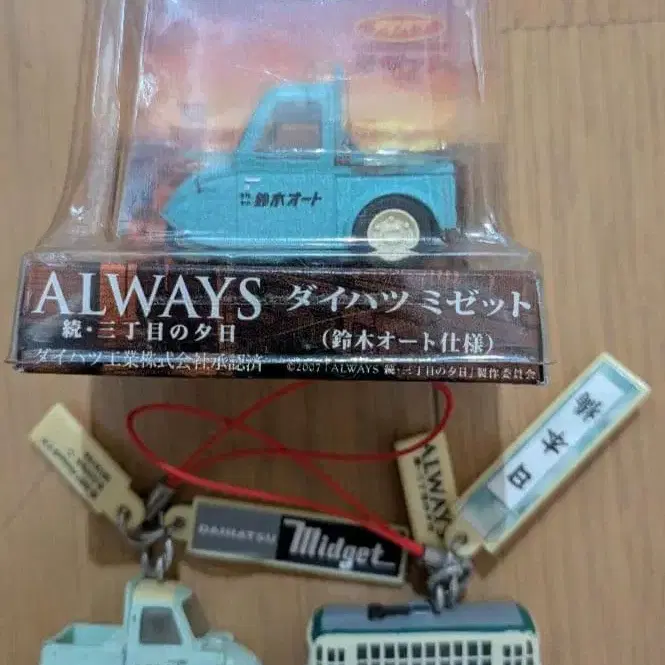 鈴木オート
ALWAYS
続・三丁目の夕日
ダイハツ工業株式会社承認済
ダイハツ ミゼット
(鈴木オート仕様)
©2007「ALWAYS 続・三丁目の夕日」製作委員会
DAIHATSU
Midget
ALWAYS
日本橋